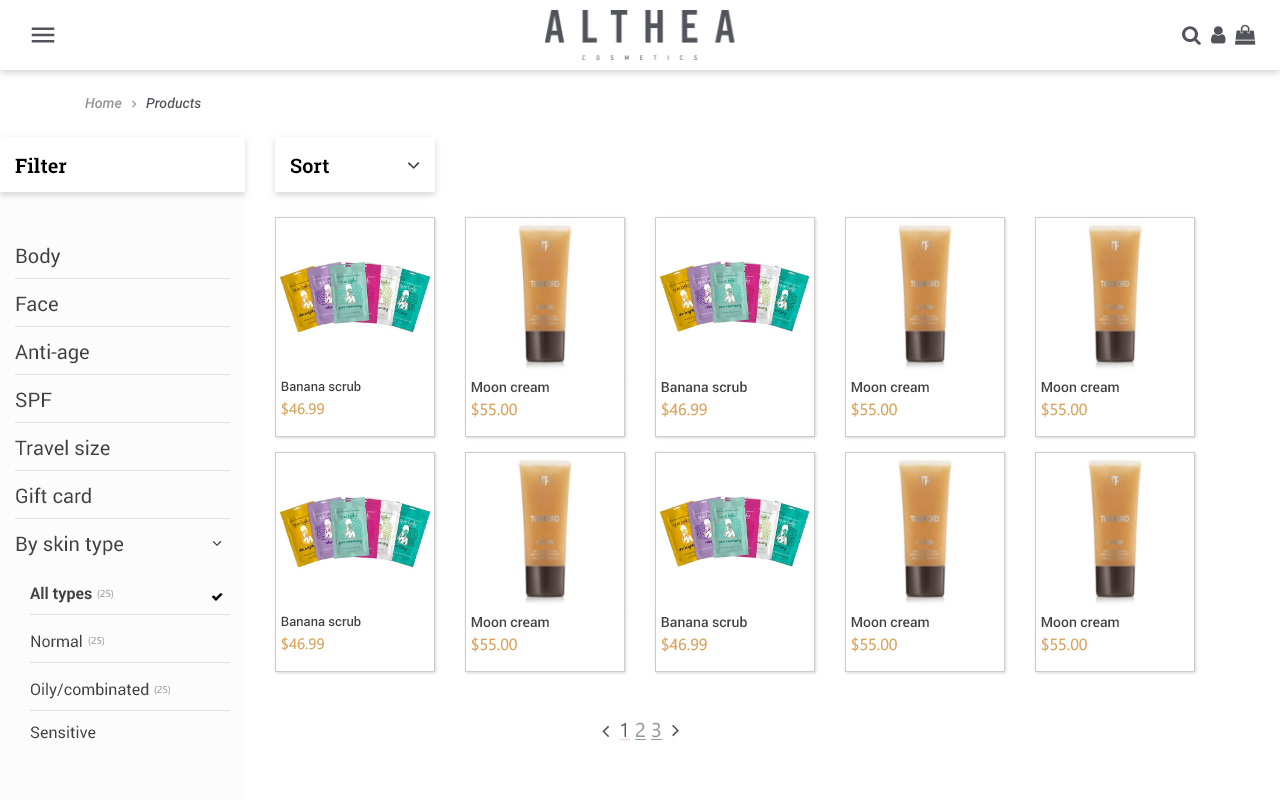 ALTHEA
COSMETICS
Home > Products
Filter
Sort
Body
Face
Anti-age
SPF
Travel size
Gift card
By skin type
All types (25)
Normal (25)
Oily/combinated (25)
Sensitive
Banana scrub
$46.99
Moon cream
$55.00
Banana scrub
$46.99
Moon cream
$55.00
Moon cream
$55.00
Banana scrub
$46.99
Moon cream
$55.00
Banana scrub
$46.99
Moon cream
$55.00
Moon cream
$55.00
< 1 2 3 >